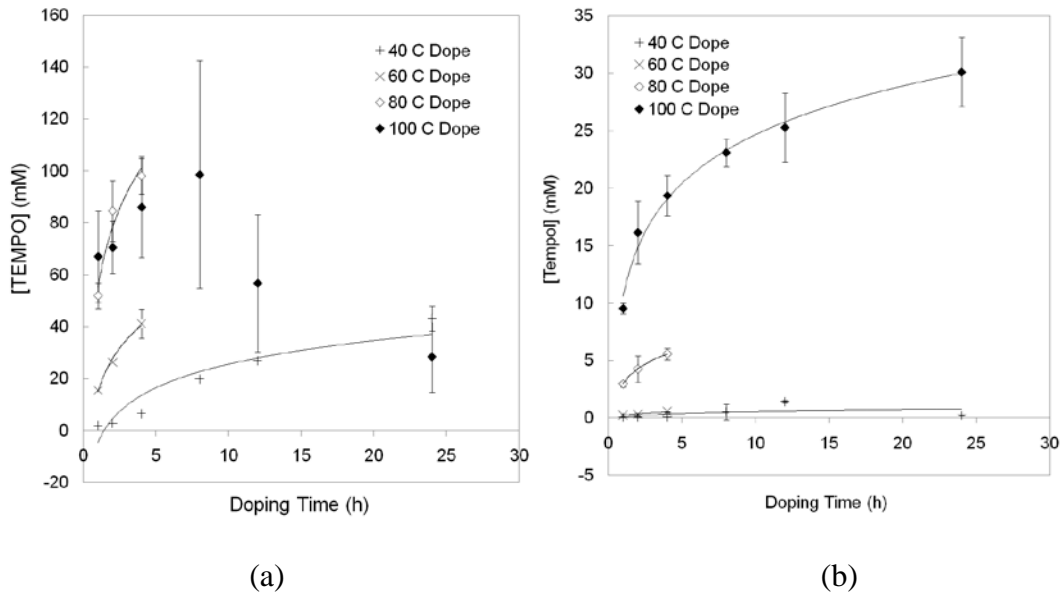 160
140
120
100
80
60
40
20
0
-20
[TEMPO] (mM)
40 C Dope
60 C Dope
80 C Dope
100 C Dope
0 5 10 15 20 25 30
Doping Time (h)
(a)
35
30
25
20
15
10
5
0
-5
[Tempol] (mM)
40 C Dope
60 C Dope
80 C Dope
100 C Dope
0 5 10 15 20 25 30
Doping Time (h)
(b)